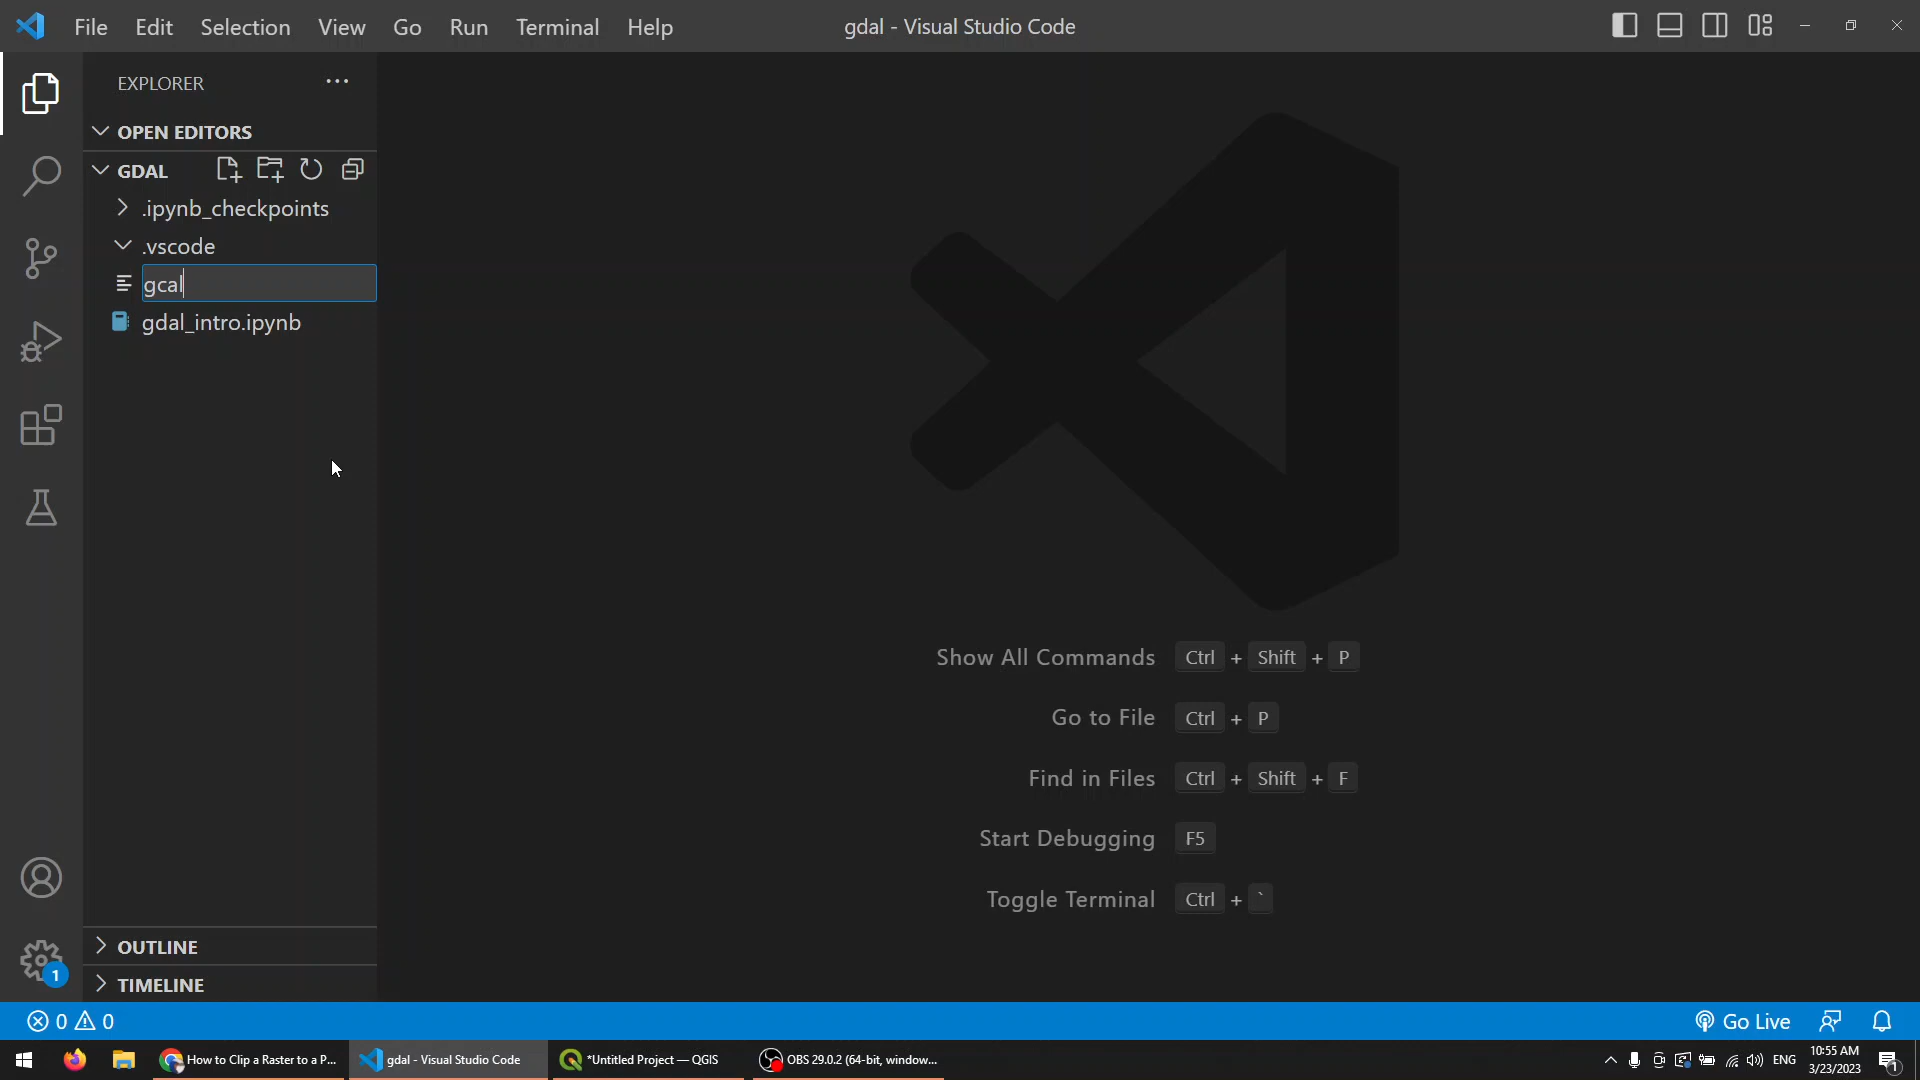 File Edit Selection View Go Run Terminal Help
gdal - Visual Studio Code
EXPLORER
OPEN EDITORS
GDAL
.ipynb_checkpoints
.vscode
gcal
gdal_intro.ipynb
Show All Commands Ctrl + Shift + P
Go to File Ctrl + P
Find in Files Ctrl + Shift + F
Start Debugging F5
Toggle Terminal Ctrl + `
OUTLINE
1
TIMELINE
0 0
Go Live
How to Clip a Raster to a P...
gdal - Visual Studio Code
*Untitled Project — QGIS
OBS 29.0.2 (64-bit, window...
ENG
10:55 AM
3/23/2023
1